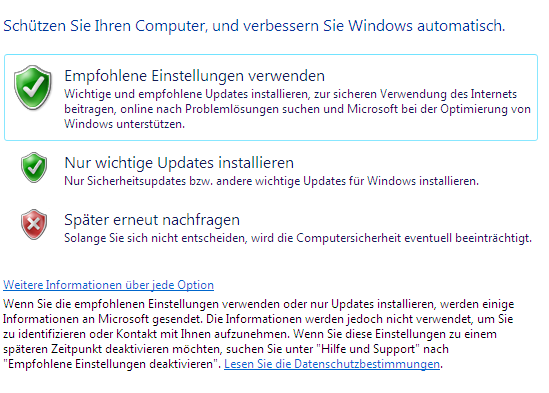 Schützen Sie Ihren Computer, und verbessern Sie Windows automatisch.
Empfohlene Einstellungen verwenden
Wichtige und empfohlene Updates installieren, zur sicheren Verwendung des Internets
beitragen, online nach Problemlösungen suchen und Microsoft bei der Optimierung von
Windows unterstützen.
Nur wichtige Updates installieren
Nur Sicherheitsupdates bzw. andere wichtige Updates für Windows installieren.
Später erneut nachfragen
Solange Sie sich nicht entscheiden, wird die Computersicherheit eventuell beeinträchtigt.
Weitere Informationen über jede Option
Wenn Sie die empfohlenen Einstellungen verwenden oder nur Updates installieren, werden einige
Informationen an Microsoft gesendet. Die Informationen werden jedoch nicht verwendet, um Sie
zu identifizieren oder Kontakt mit Ihnen aufzunehmen. Wenn Sie diese Einstellungen zu einem
späteren Zeitpunkt deaktivieren möchten, suchen Sie unter "Hilfe und Support" nach
"Empfohlene Einstellungen deaktivieren". Lesen Sie die Datenschutzbestimmungen.